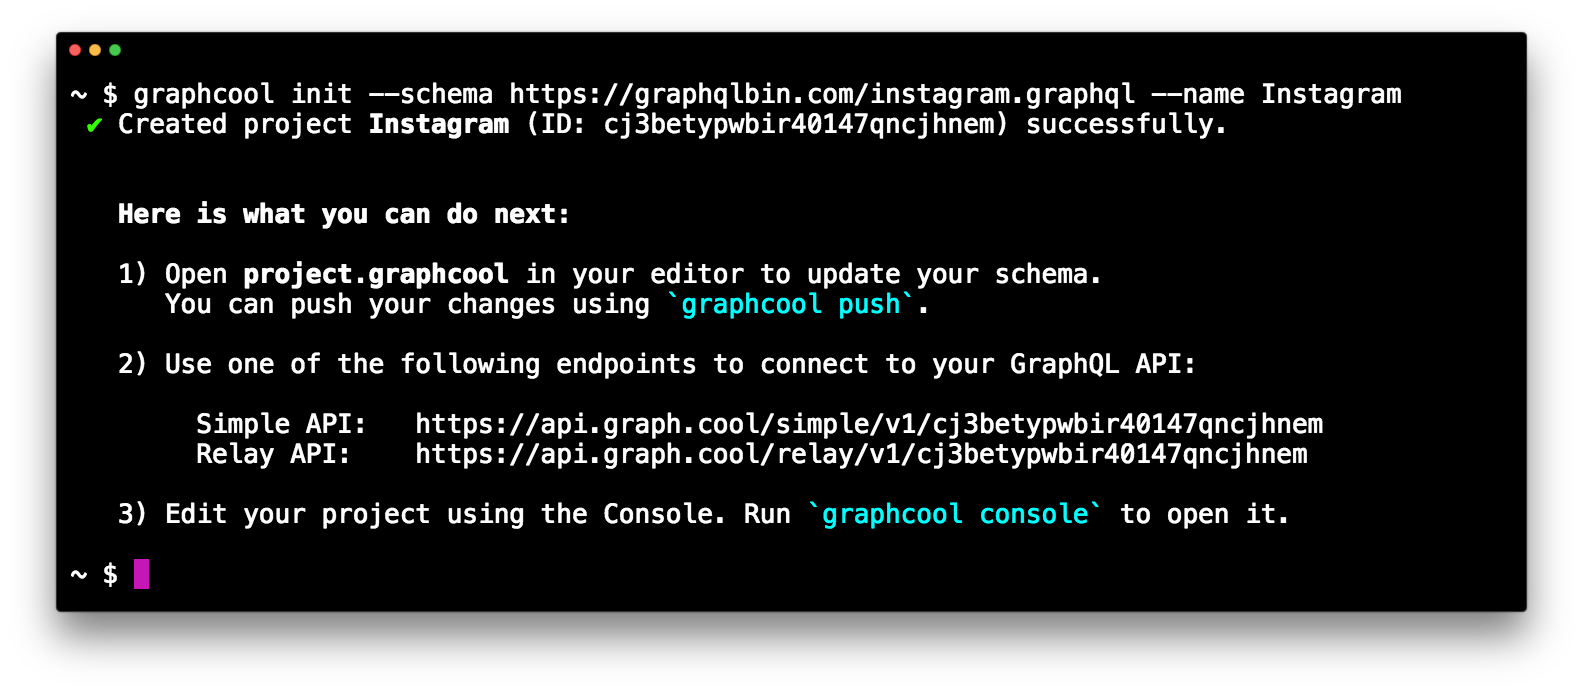 ~ $ graphcool init --schema https://graphqlbin.com/instagram.graphql --name Instagram
✔ Created project Instagram (ID: cj3betypwbir40147qncjhnem) successfully.
Here is what you can do next:
1) Open project.graphcool in your editor to update your schema.
You can push your changes using `graphcool push`.
2) Use one of the following endpoints to connect to your GraphQL API:
Simple API:   https://api.graph.cool/simple/v1/cj3betypwbir40147qncjhnem
Relay API:    https://api.graph.cool/relay/v1/cj3betypwbir40147qncjhnem
3) Edit your project using the Console. Run `graphcool console` to open it.
~ $